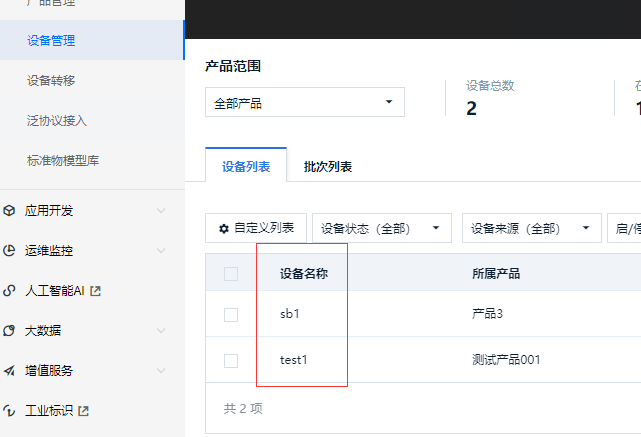 产品管理
设备管理
设备转移
泛协议接入
标准物模型库
应用开发
运维监控
人工智能AI
大数据
增值服务
工业标识
产品范围
全部产品
设备总数
2
设备列表
批次列表
自定义列表
设备状态（全部）
设备来源（全部）
启/停
设备名称
所属产品
sb1
产品3
test1
测试产品001
共 2 项